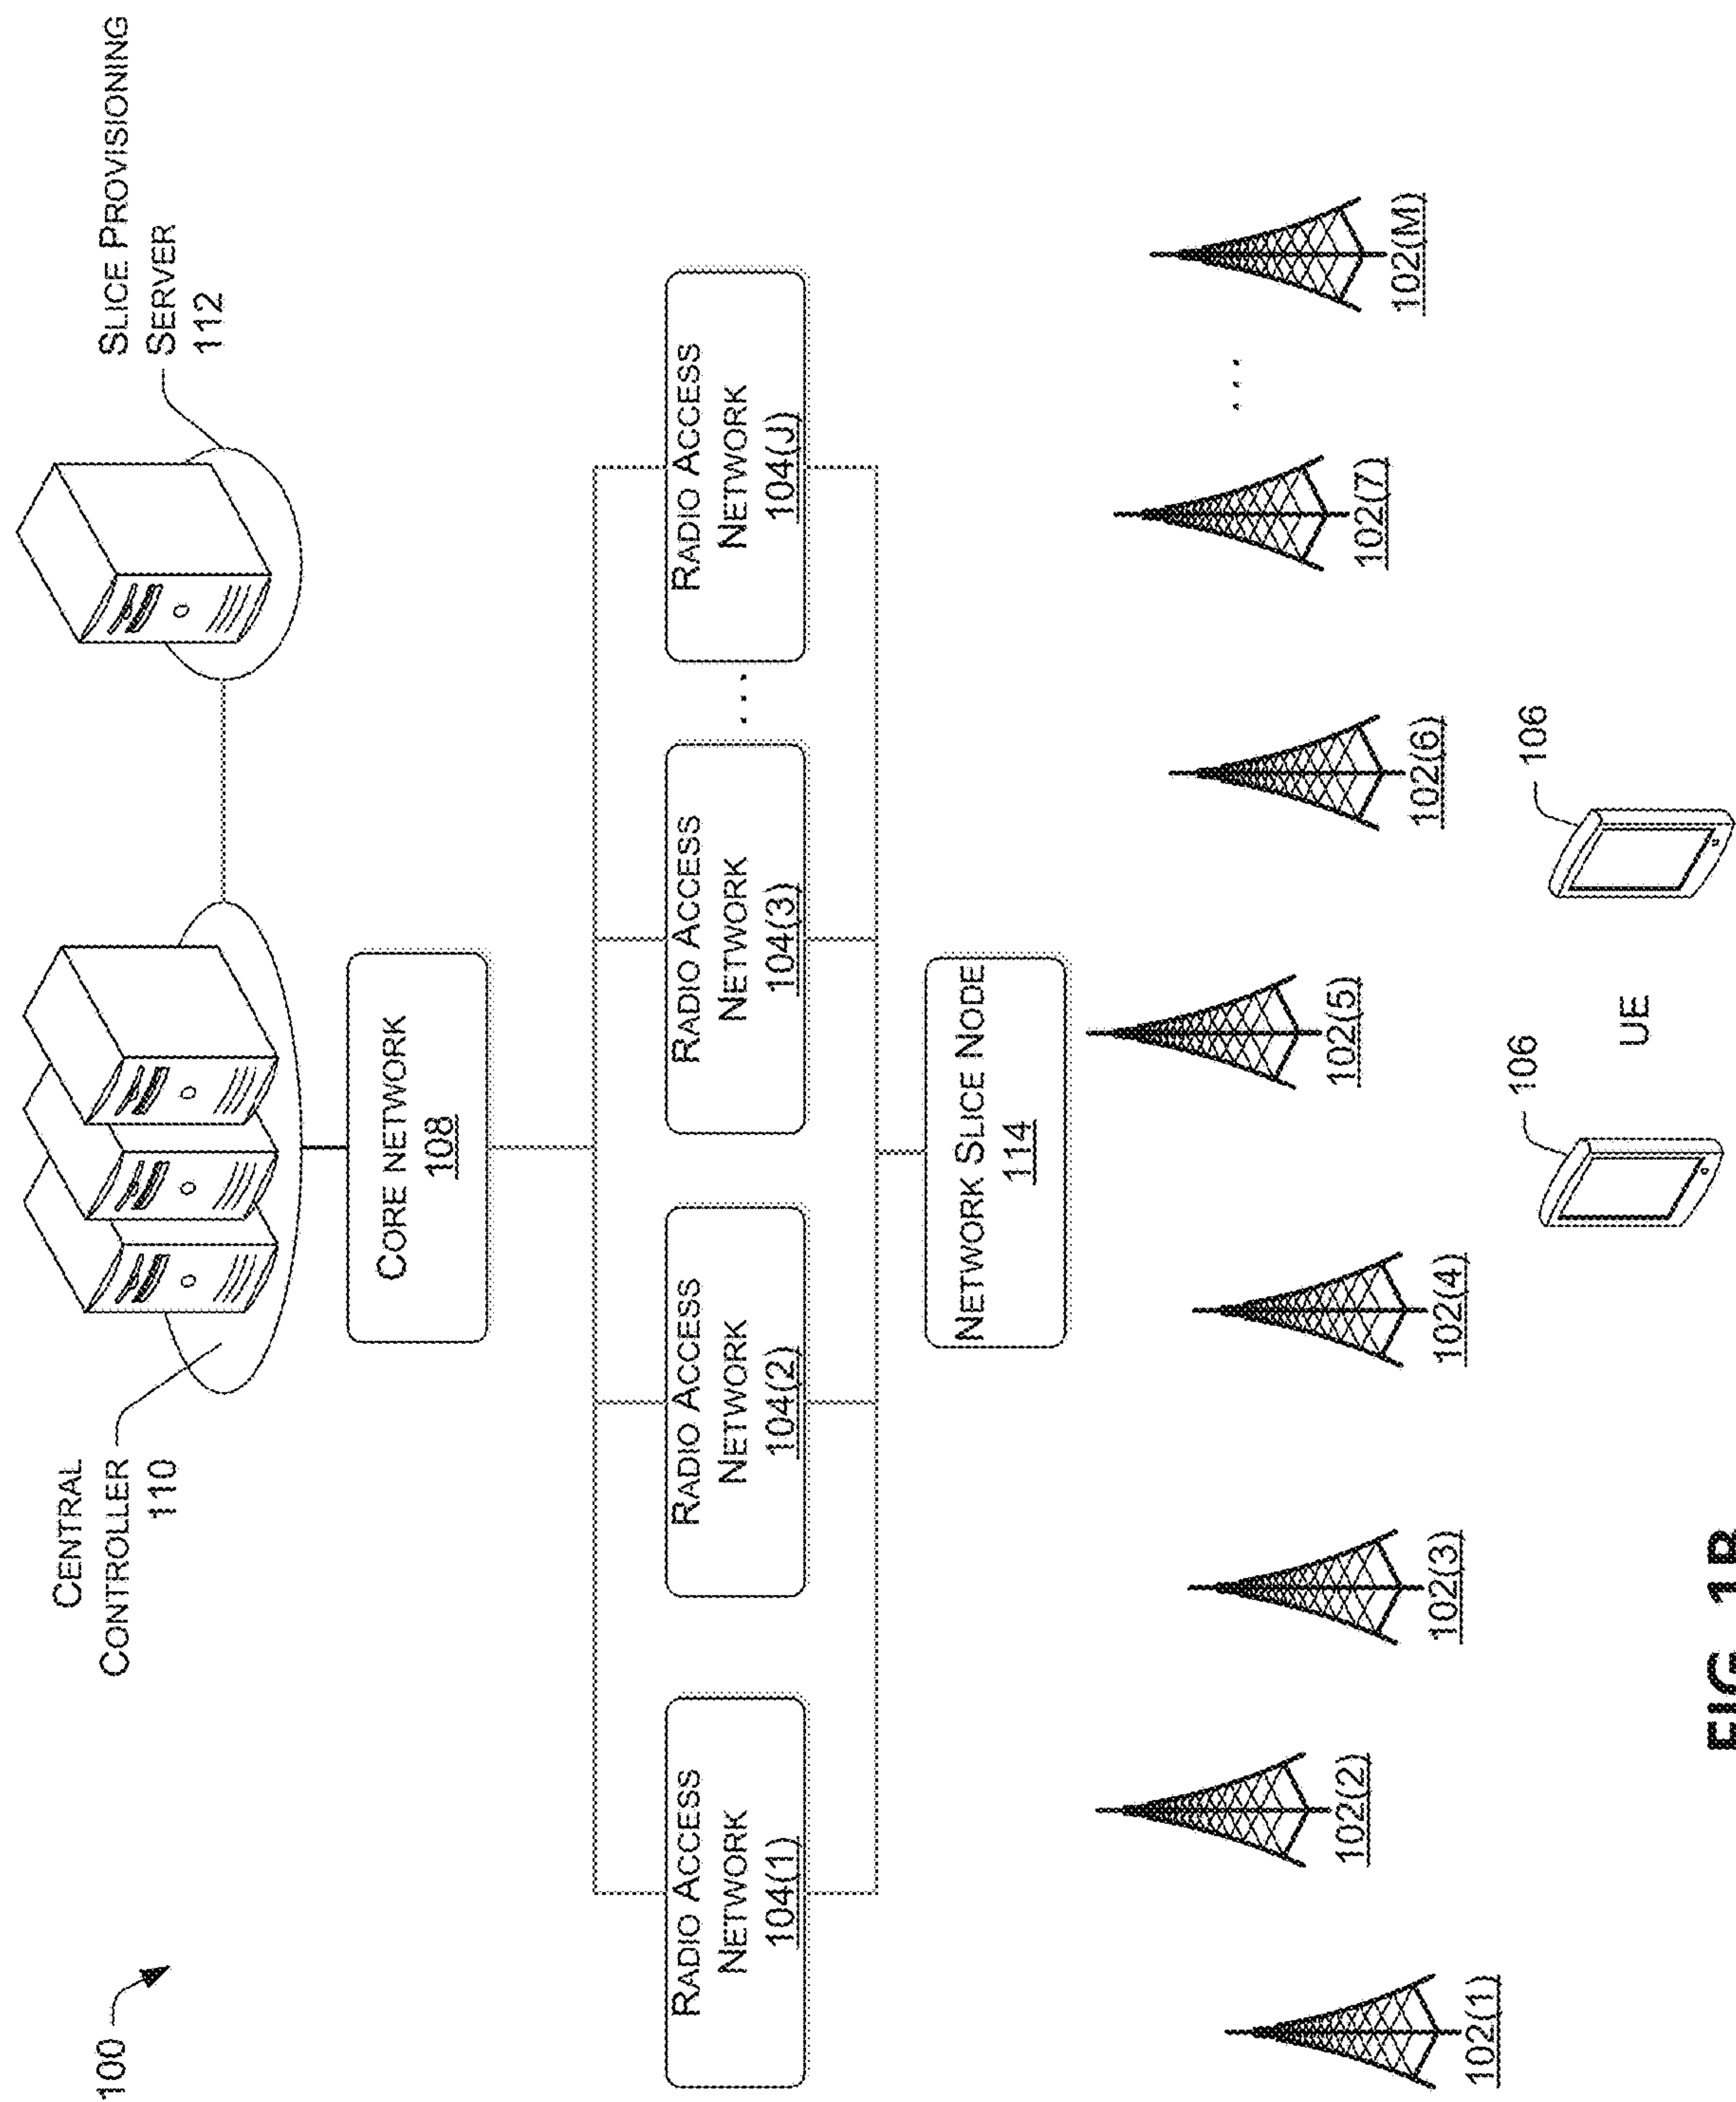 100
CENTRAL
CONTROLLER
110
SLICE PROVISIONING
SERVER
112
CORE NETWORK
108
RADIO ACCESS
NETWORK
104(1)
RADIO ACCESS
NETWORK
104(2)
RADIO ACCESS
NETWORK
104(3)
...
RADIO ACCESS
NETWORK
104(J)
NETWORK SLICE NODE
114
102(1)
102(2)
102(3)
102(4)
102(5)
102(6)
102(7)
...
102(M)
106
UE
106
FIG. 1B